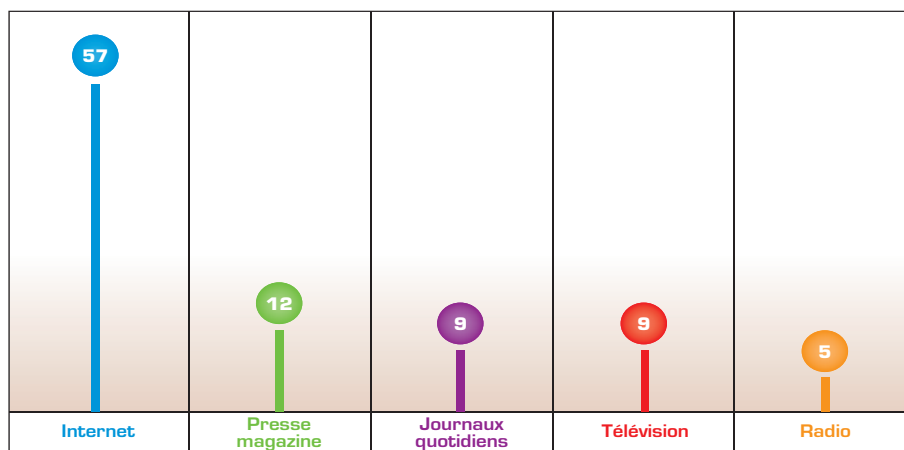 57
12
9
9
5
Internet
Presse
magazine
Journaux
quotidiens
Télévision
Radio